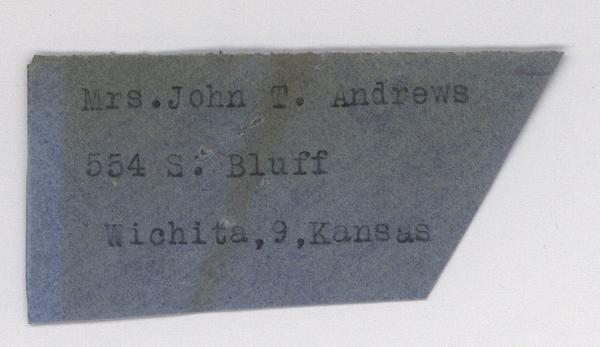 Mrs.John T. Andrews
554 S. Bluff
Wichita,9,Kansas